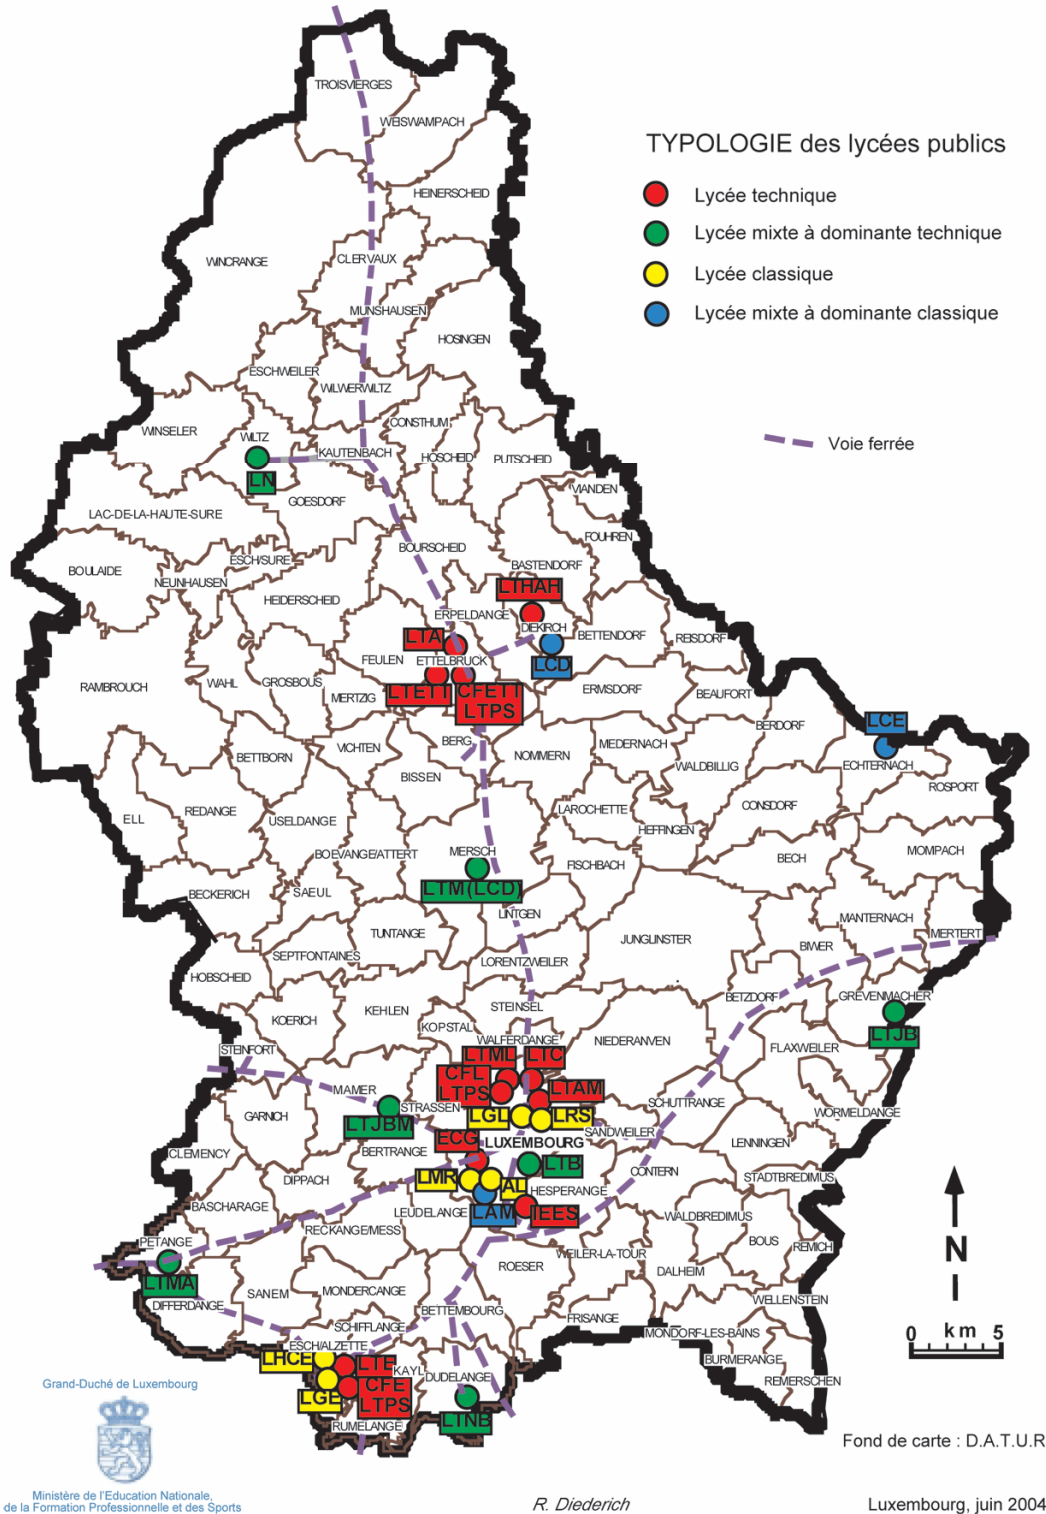 TROISVIERGES
WEISWAMPACH
TYPOLOGIE des lycées publics
Lycée technique
HEINERSCHEID
Lycée mixte à dominante technique
WINCRANGE
CLERVAUX
Lycée classique
MUNSHAUSEN
Lycée mixte à dominante classique
HOSINGEN
ESCHWEILER
WILWERWILTZ
CONSTHUM
WINSELER
WILTZ
KAUTENBACH
HOSCHEID
PUTSCHEID
Voie ferrée
LN
GOESDORF
VIANDEN
LAC-DE-LA-HAUTE-SURE
FOUHREN
BOURSCHEID
ESCH/SURE
BASTENDORF
BOULAIDE
NEUNHAUSEN
LTHAH
HEIDERSCHEID
ERPELDANGE
DIEKIRCH
BETTENDORF
REISDORF
LTA
FEULEN
ETTELBRUCK
LCD
RAMBROUCH
WAHL
GROSBOUS
MERTZIG
LTETT
CFETT
LTPS
ERMSDORF
BEAUFORT
BERDORF
LCE
BERG
VICHTEN
BETTBORN
BISSEN
NOMMERN
MEDERNACH
WALDBILLIG
ECHTERNACH
ROSPORT
ELL
REDANGE
USELDANGE
LAROCHETTE
HEFFINGEN
CONSDORF
BOEVANGE/ATTERT
MERSCH
FISCHBACH
BECH
MOMPACH
BECKERICH
SAEUL
LTM(LCD)
LINTGEN
MANTERNACH
TUNTANGE
JUNGLINSTER
BIWER
MERTERT
SEPTFONTAINES
LORENTZWEILER
HOBSCHEID
BETZDORF
GREVENMACHER
STEINSEL
KEHLEN
KOERICH
KOPSTAL
LTJB
WALFERDANGE
NIEDERANVEN
FLAXWEILER
STEINFORT
LTML
LTC
CFL
LTPS
LTAM
MAMER
STRASSEN
SCHUTTRANGE
WORMELDANGE
GARNICH
LTJBM
LGL
LRS
SANDWEILER
ECG
LUXEMBOURG
LENNINGEN
CLEMENCY
BERTRANGE
LTB
CONTERN
STADTBREDIMUS
DIPPACH
LMR
AL
HESPERANGE
BASCHARAGE
LEUDELANGE
LAM
IEES
WALDBREDIMUS
RECKANGE/MESS
BOUS
REMICH
PETANGE
WEILER-LA-TOUR
N
ROESER
DALHEIM
LTMA
SANEM
MONDERCANGE
WELLENSTEIN
DIFFERDANGE
BETTEMBOURG
FRISANGE
SCHIFFLANGE
MONDORF-LES-BAINS
0 km 5
ESCH/ALZETTE
LHCE
LTE
KAYL
DUDELANGE
BURMERANGE
REMERSCHEN
LGE
CFE
LTPS
LTNB
RUMELANGE
Grand-Duché de Luxembourg
Fond de carte : D.A.T.U.R
Ministère de l'Education Nationale,
de la Formation Professionelle et des Sports
R. Diederich
Luxembourg, juin 2004